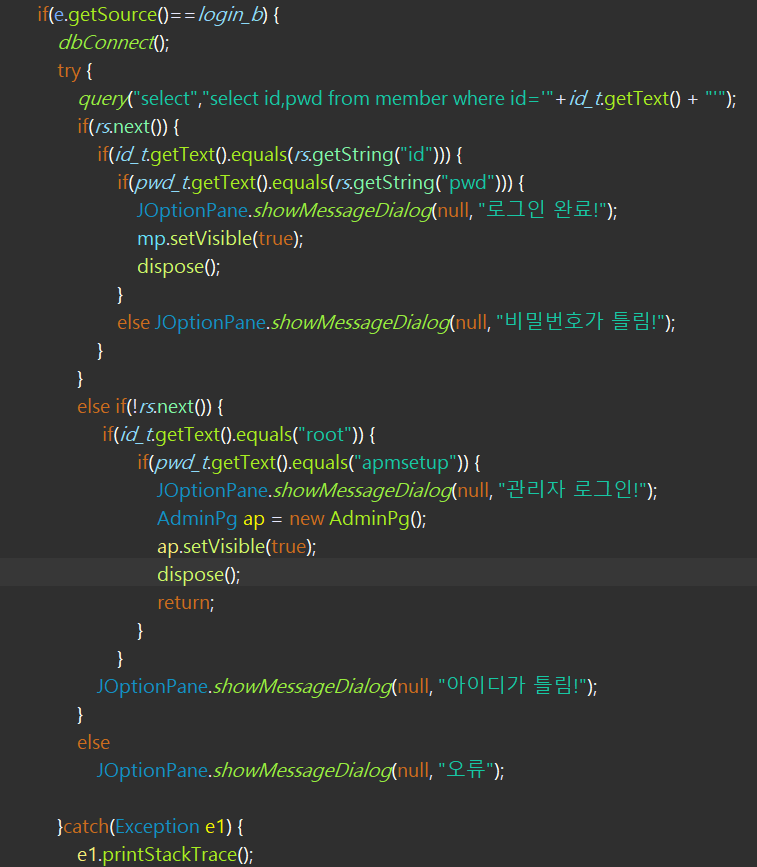 if(e.getSource()==login_b) {
dbConnect();
try {
query("select","select id,pwd from member where id='"+id_t.getText() + "'");
if(rs.next()) {
if(id_t.getText().equals(rs.getString("id"))) {
if(pwd_t.getText().equals(rs.getString("pwd"))) {
JOptionPane.showMessageDialog(null, "로그인 완료!");
mp.setVisible(true);
dispose();
}
else JOptionPane.showMessageDialog(null, "비밀번호가 틀림!");
}
}
else if(!rs.next()) {
if(id_t.getText().equals("root")) {
if(pwd_t.getText().equals("apmsetup")) {
JOptionPane.showMessageDialog(null, "관리자 로그인!");
AdminPg ap = new AdminPg();
ap.setVisible(true);
dispose();
return;
}
}
JOptionPane.showMessageDialog(null, "아이디가 틀림!");
}
else
JOptionPane.showMessageDialog(null, "오류");
}catch(Exception e1) {
e1.printStackTrace();